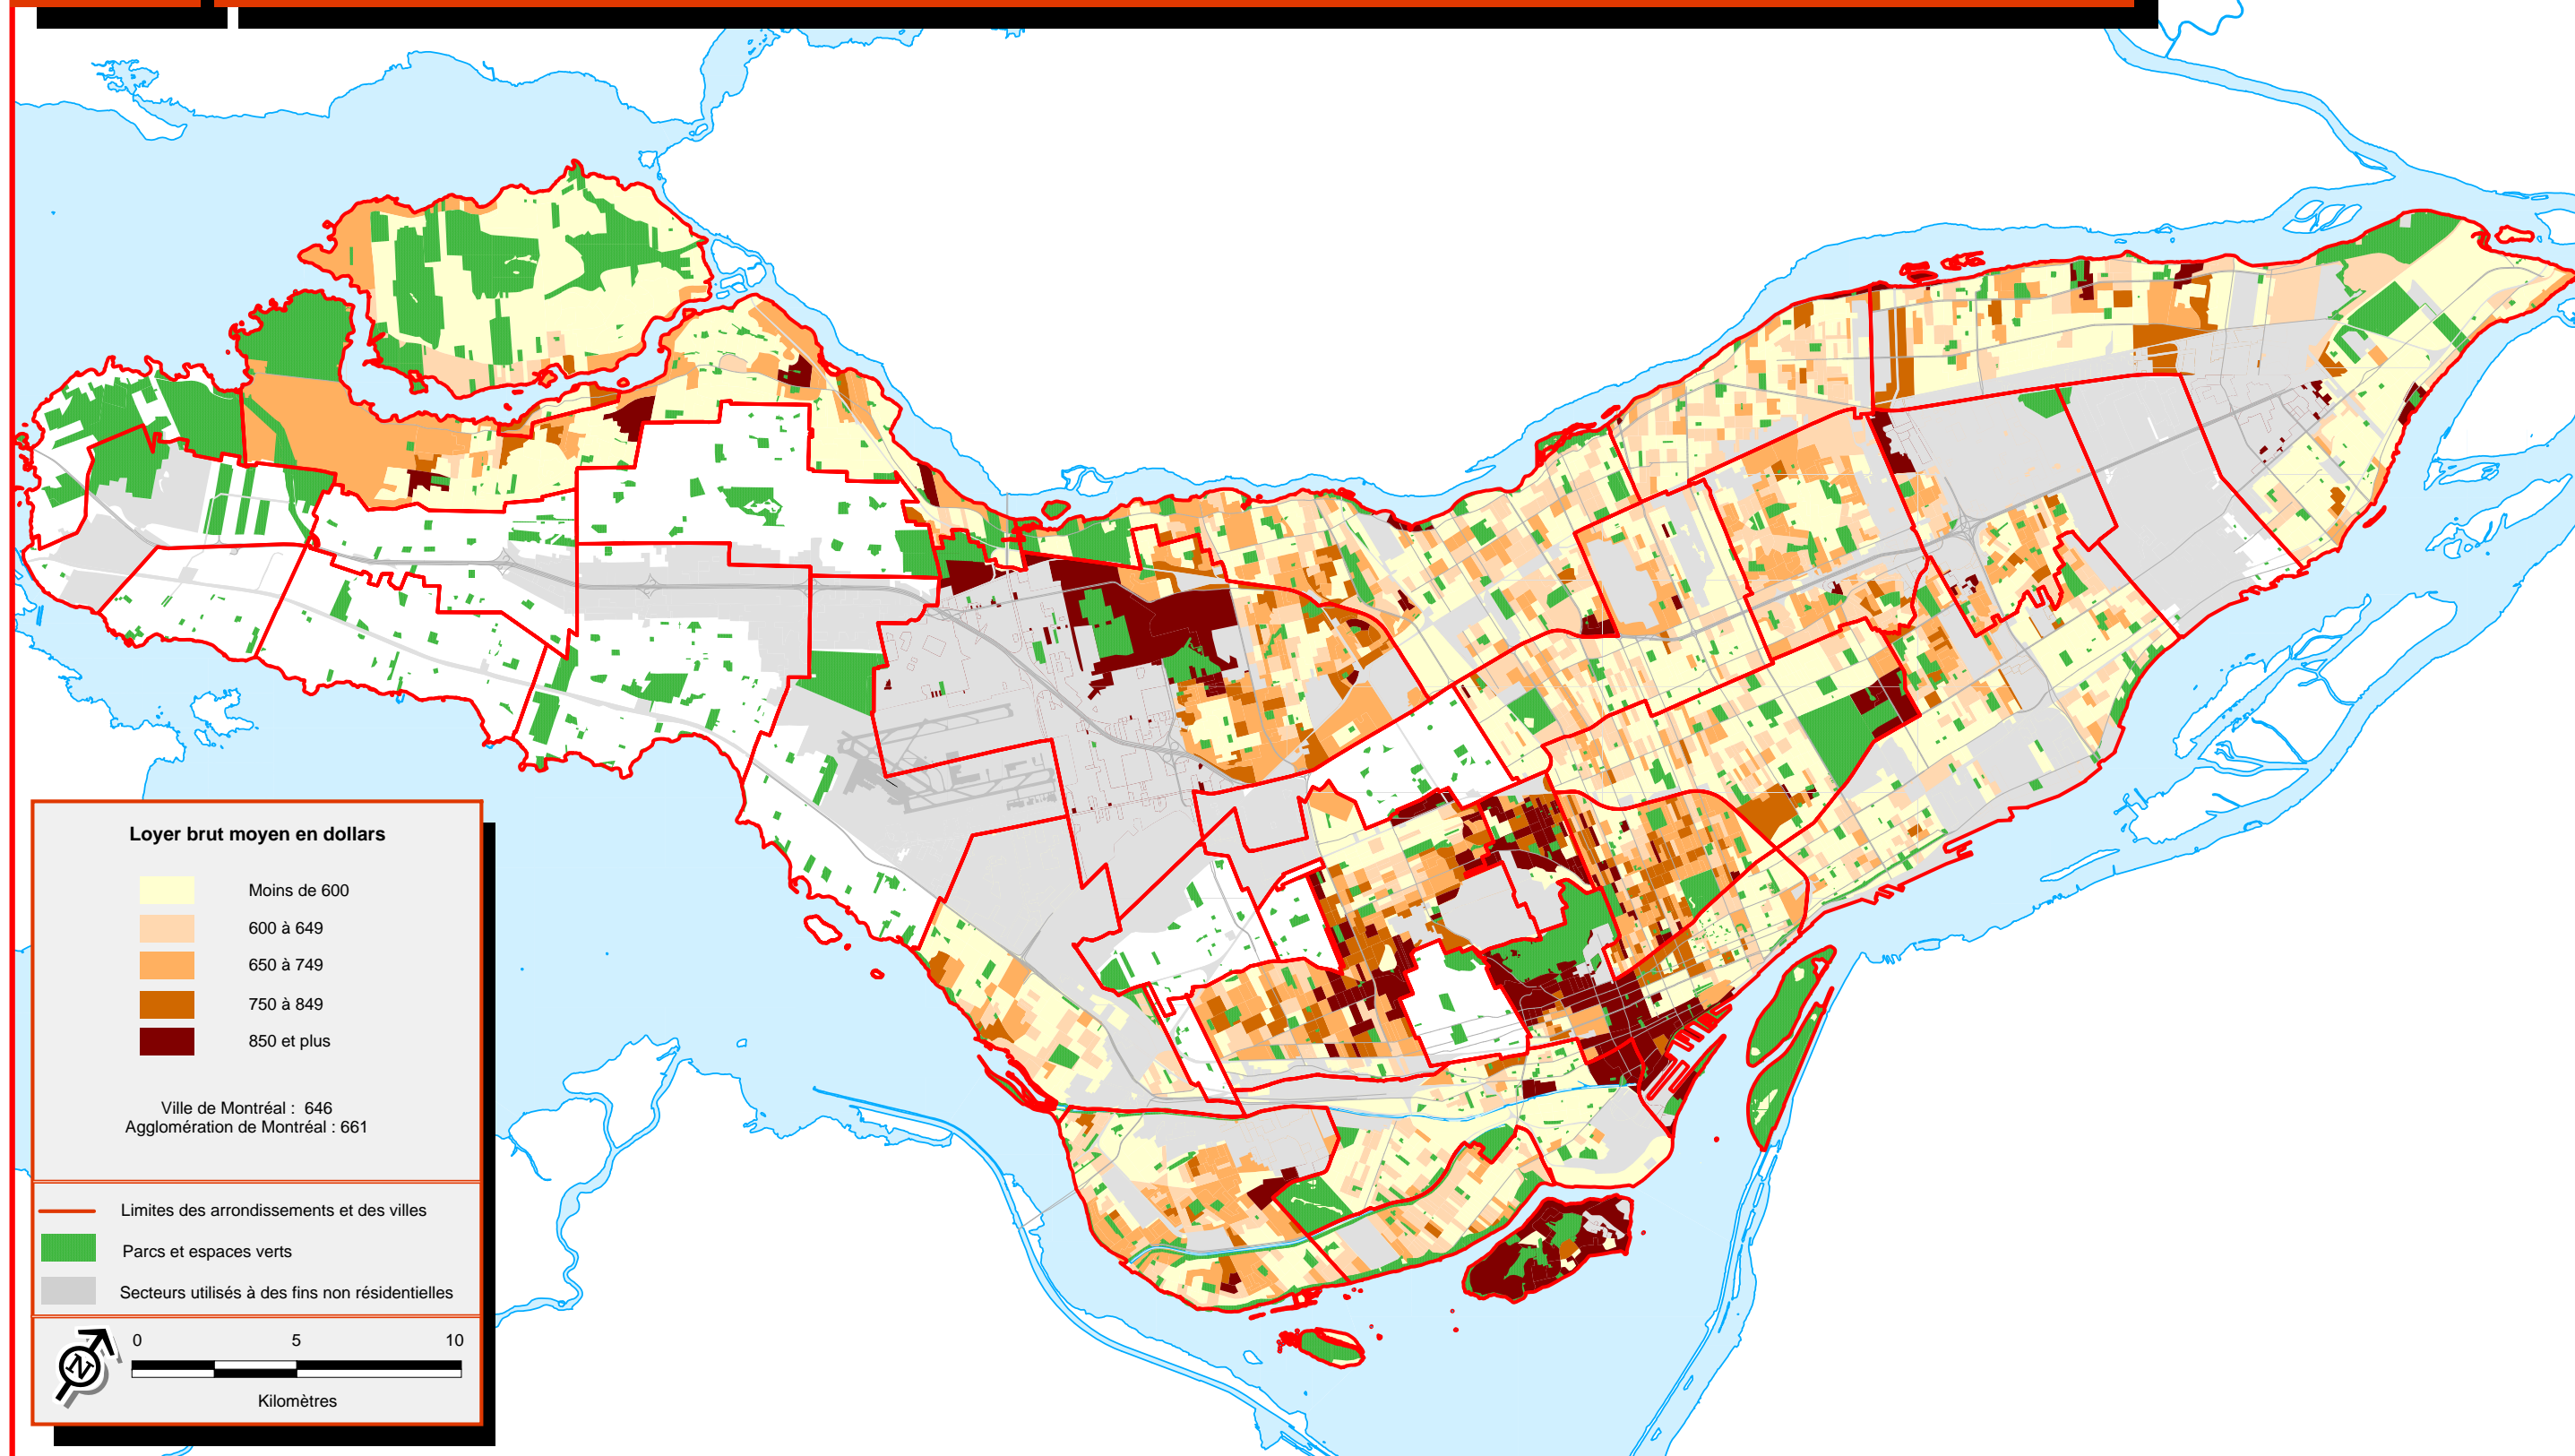 Loyer brut moyen en dollars
Moins de 600
600 à 649
650 à 749
750 à 849
850 et plus
Ville de Montréal : 646
Agglomération de Montréal : 661
Limites des arrondissements et des villes
Parcs et espaces verts
Secteurs utilisés à des fins non résidentielles
N
0 5 10
Kilomètres